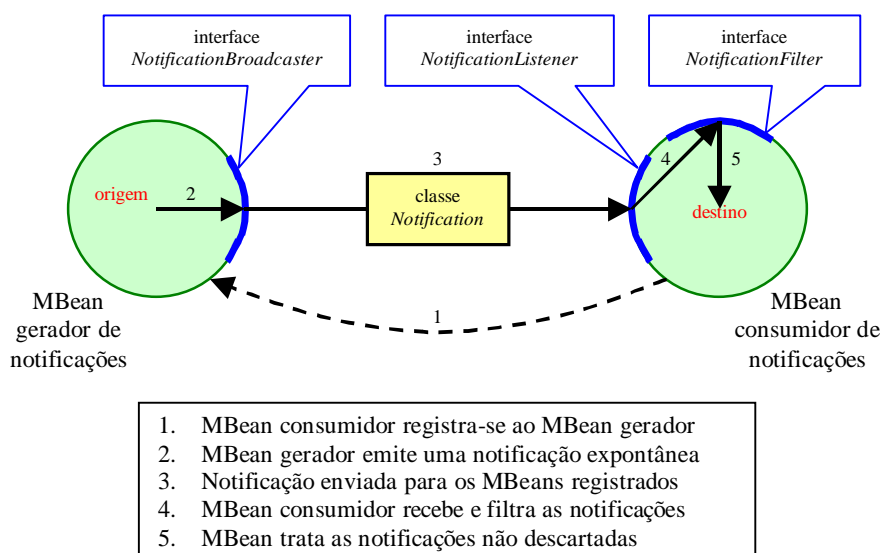 interface
NotificationBroadcaster
interface
NotificationListener
interface
NotificationFilter
3
4
5
origem
2
classe
Notification
destino
1
MBean
gerador de
notificações
MBean
consumidor de
notificações
1. MBean consumidor registra-se ao MBean gerador
2. MBean gerador emite uma notificação expontânea
3. Notificação enviada para os MBeans registrados
4. MBean consumidor recebe e filtra as notificações
5. MBean trata as notificações não descartadas